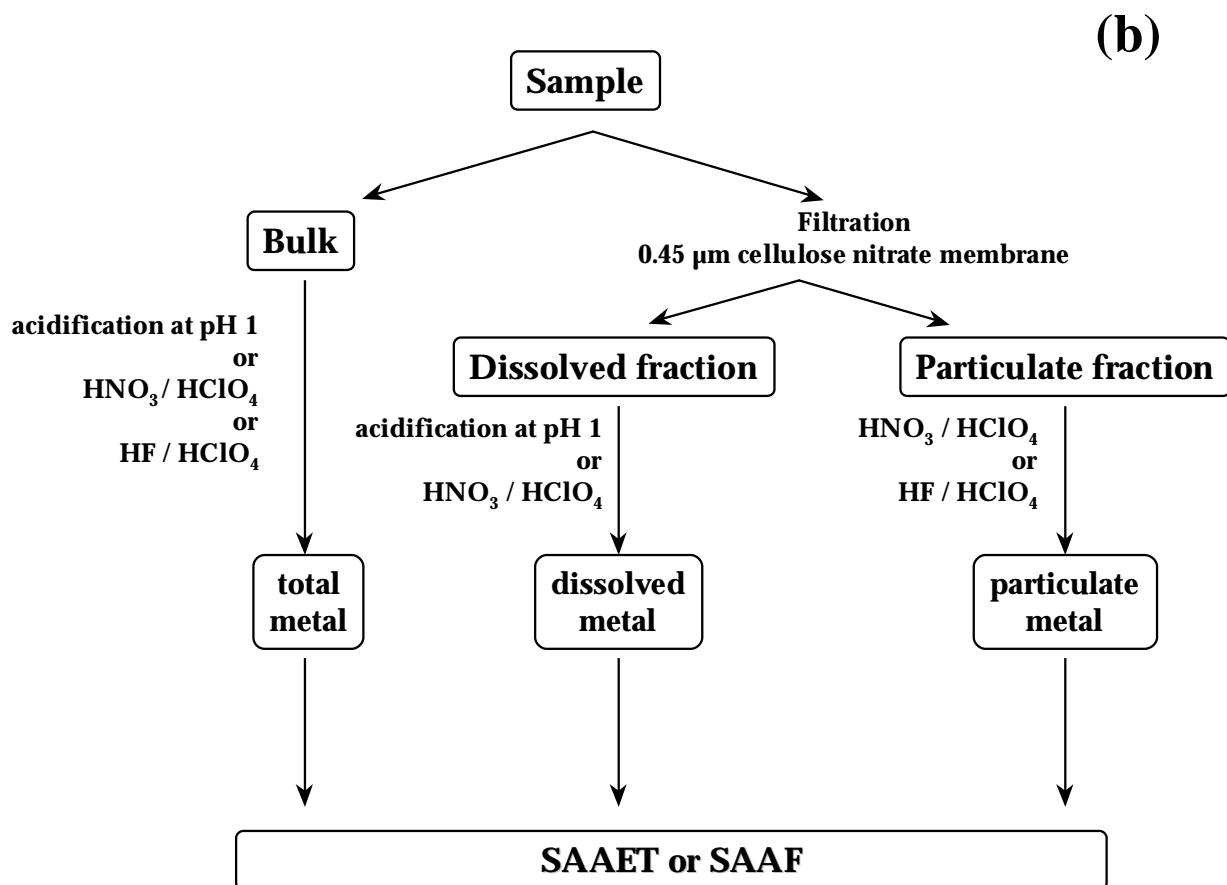 (b)
Sample
Bulk
Filtration
0.45 µm cellulose nitrate membrane
acidification at pH 1
or
HNO₃ / HClO₄
or
HF / HClO₄
Dissolved fraction
acidification at pH 1
or
HNO₃ / HClO₄
Particulate fraction
HNO₃ / HClO₄
or
HF / HClO₄
total
metal
dissolved
metal
particulate
metal
SAAET or SAAF